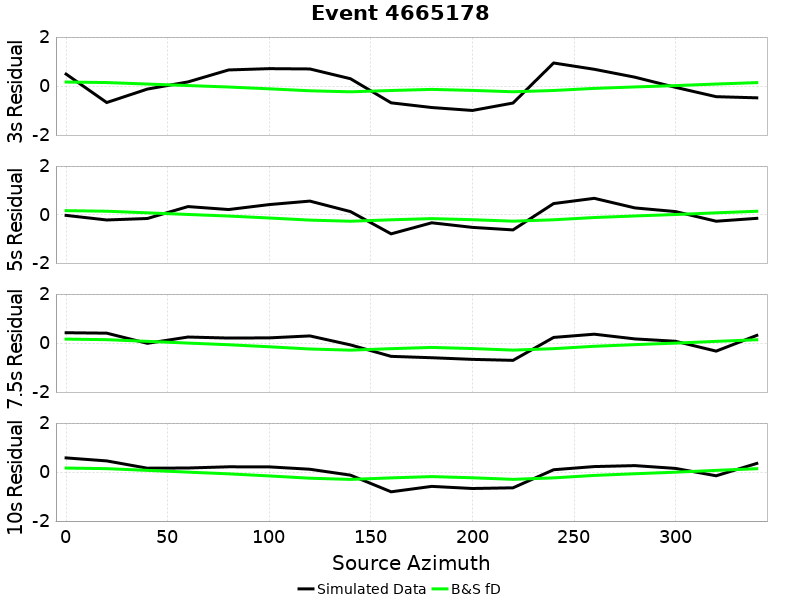 Event 4665178
3s Residual
2
0
-2
5s Residual
2
0
-2
7.5s Residual
2
0
-2
10s Residual
2
0
-2
0 50 100 150 200 250 300
Source Azimuth
Simulated Data B&S fD